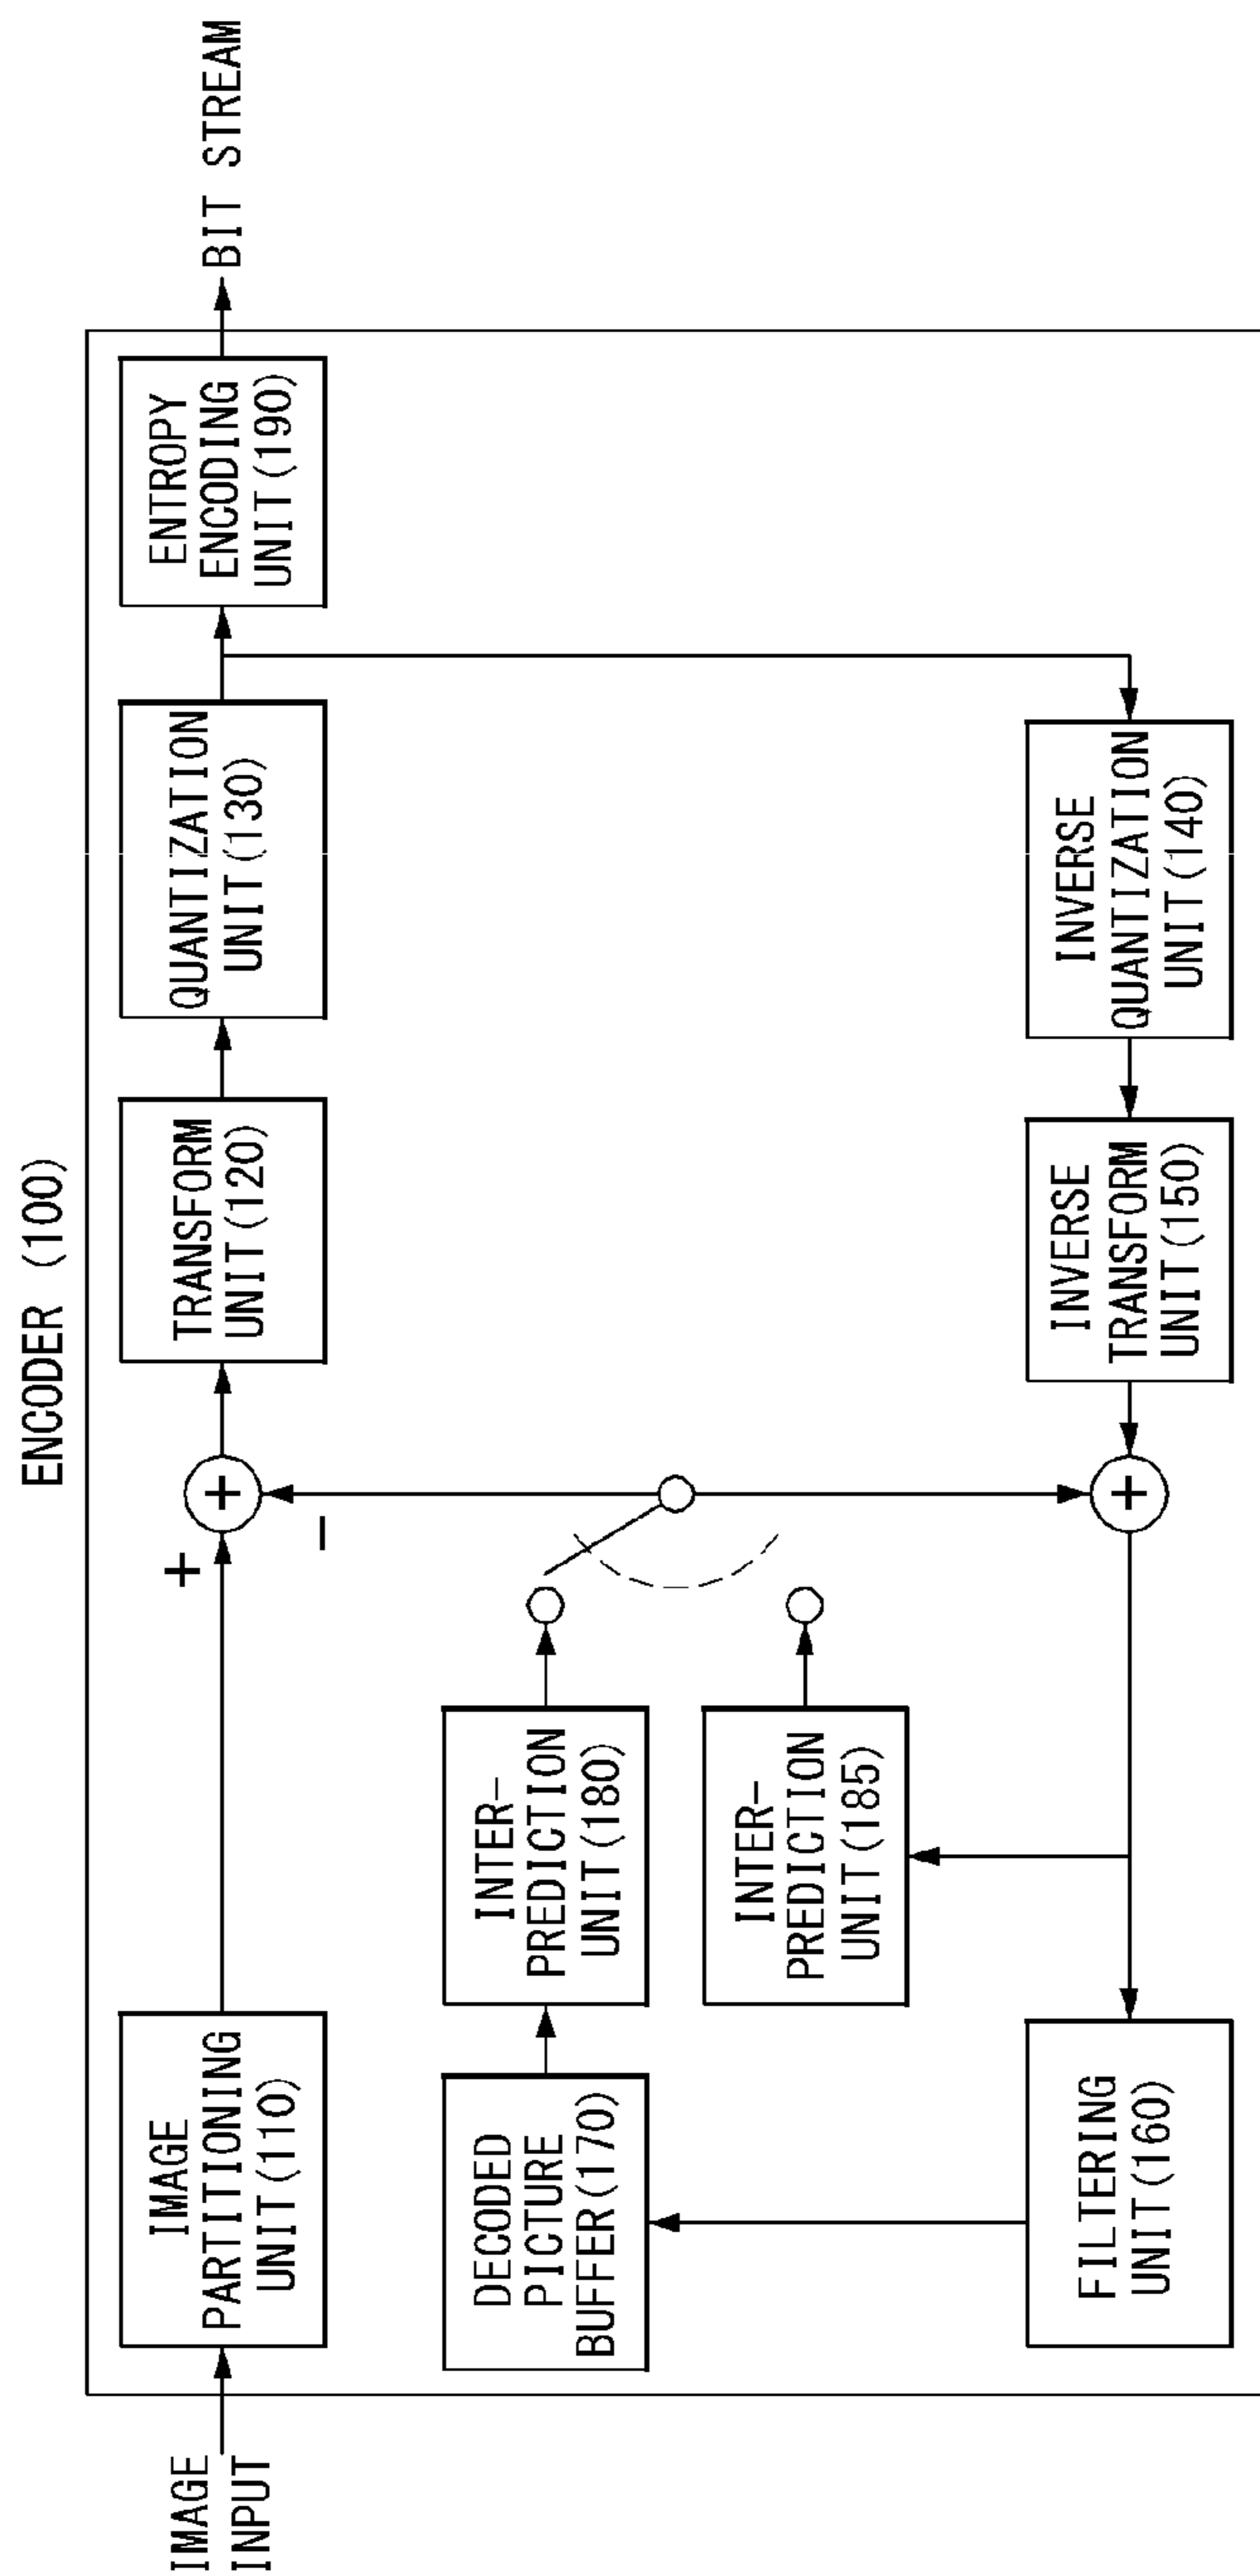 ENCODER (100)
IMAGE
INPUT
IMAGE
PARTITIONING
UNIT(110)
+
-
+
TRANSFORM
UNIT(120)
QUANTIZATION
UNIT(130)
ENTROPY
ENCODING
UNIT(190)
BIT STREAM
DECODED
PICTURE
BUFFER(170)
INTER-
PREDICTION
UNIT(180)
INTER-
PREDICTION
UNIT(185)
FILTERING
UNIT(160)
+
INVERSE
TRANSFORM
UNIT(150)
INVERSE
QUANTIZATION
UNIT(140)